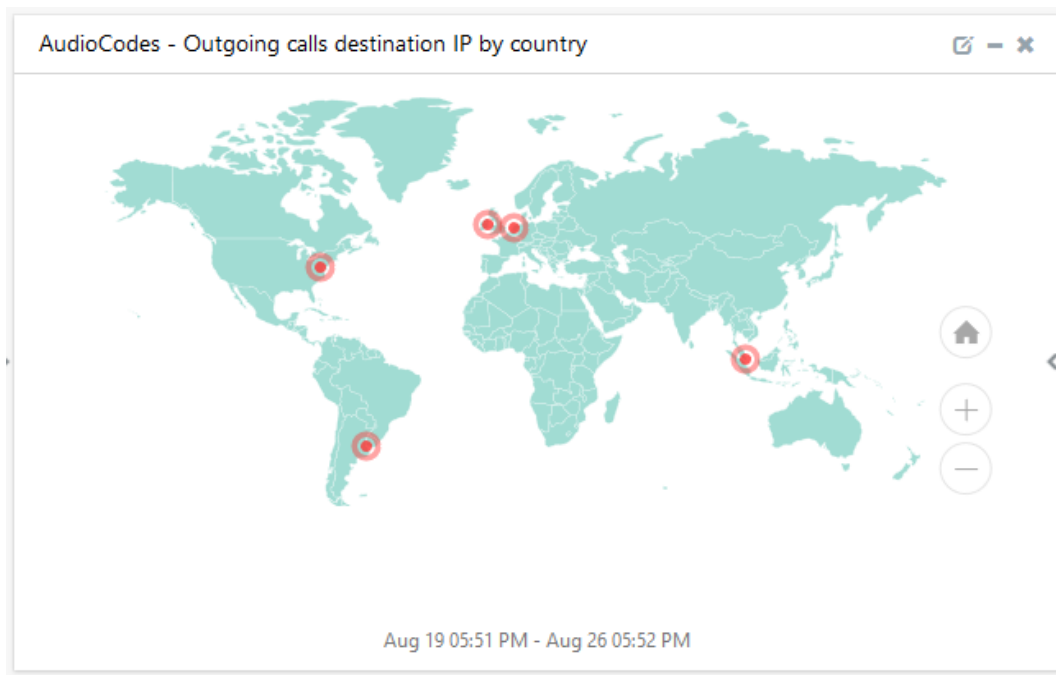 AudioCodes - Outgoing calls destination IP by country
Aug 19 05:51 PM - Aug 26 05:52 PM